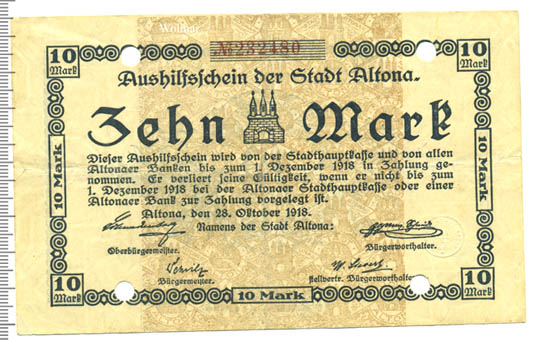 Wolmar
№232480
10 Mark
10 Mark
Aushilfsschein der Stadt Altona.
Zehn Mark
Dieser Aushilfsschein wird von der Stadthauptkasse und von allen
Altonaer Banken bis zum 1. Dezember 1918 in Zahlung ge-
nommen. Er verliert seine Gültigkeit, wenn er nicht bis zum
1. Dezember 1918 bei der Altonaer Stadthauptkasse oder einer
Altonaer Bank zur Zahlung vorgelegt ist.
Altona, den 28. Oktober 1918.
Namens der Stadt Altona:
Oberbürgermeister.
Bürgerworthalter.
Bürgermeister.
stellvertr. Bürgerworthalter
10 Mark
10 Mark
10 Mark
10 Mark
10 Mark